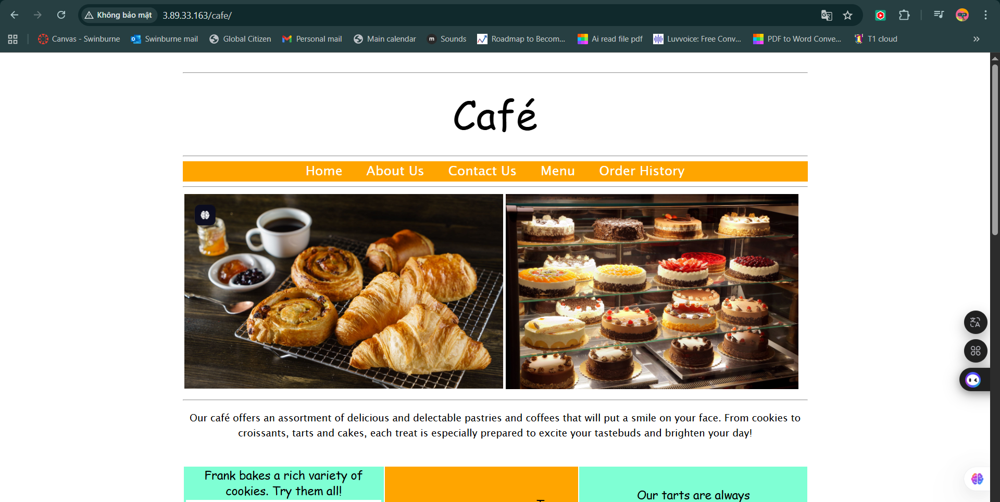 Không bảo mật 3.89.33.163/cafe/
Canvas - Swinburne Swinburne mail Global Citizen Personal mail Main calendar m Sounds Roadmap to Becom... Ai read file pdf Luvvoice: Free Conv... PDF to Word Conve... T1 cloud
Café
Home About Us Contact Us Menu Order History
Our café offers an assortment of delicious and delectable pastries and coffees that will put a smile on your face. From cookies to
croissants, tarts and cakes, each treat is especially prepared to excite your tastebuds and brighten your day!
Frank bakes a rich variety of
cookies. Try them all!
Our tarts are always